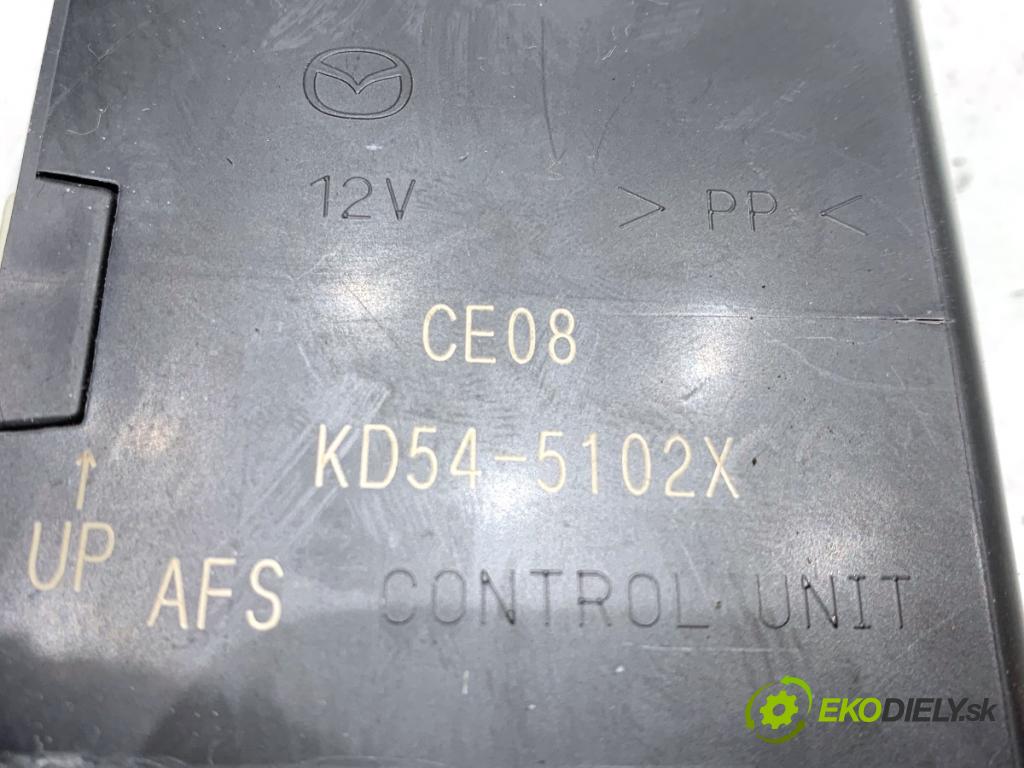 12V > PP <
CE08
KD54-5102X
↑
UP AFS CONTROL UNIT
EKODIELY.sk